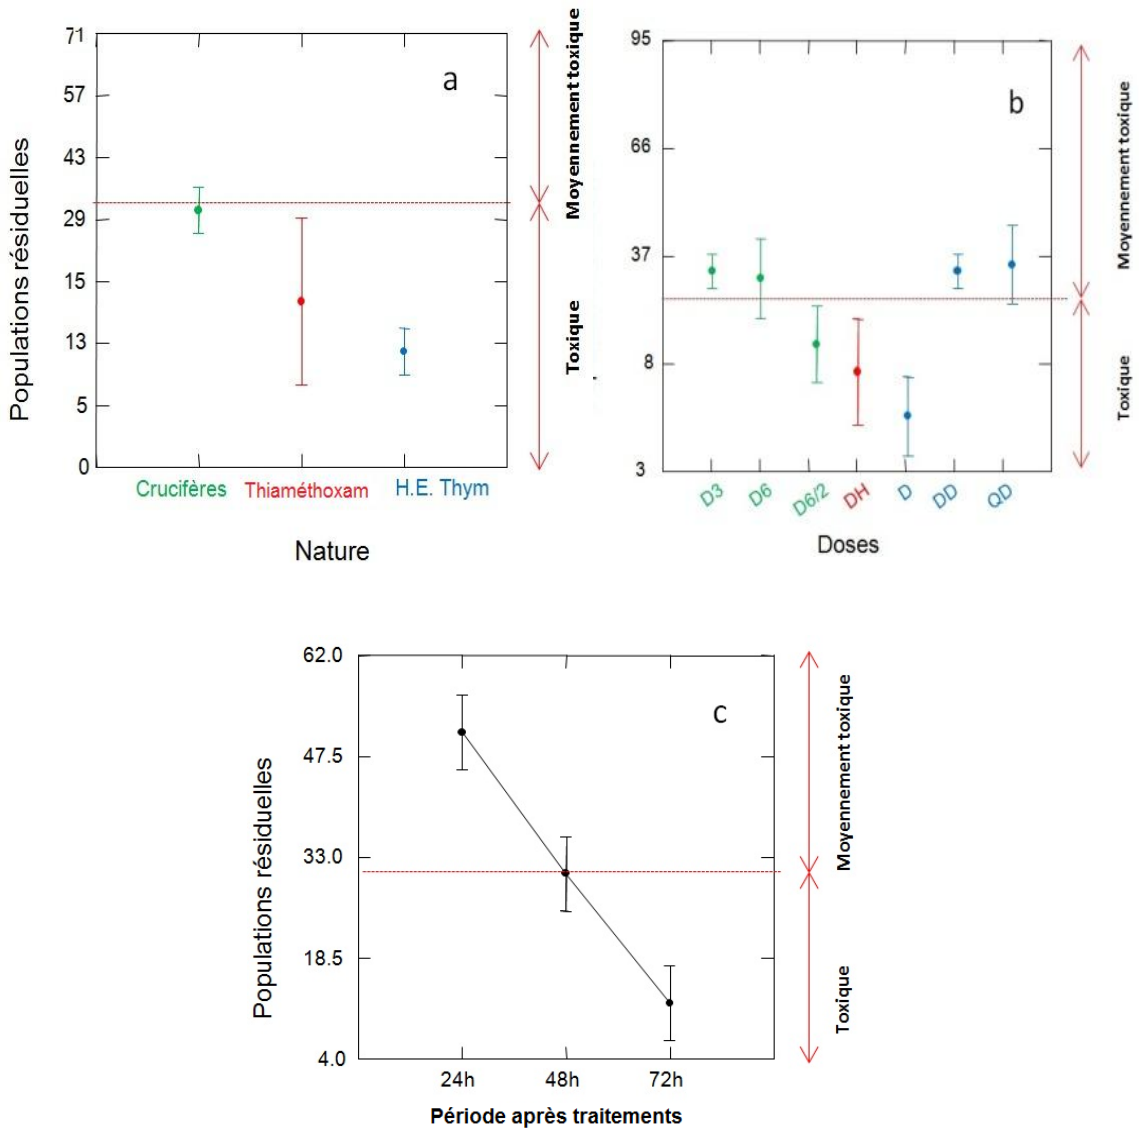 a
71
57
43
29
15
13
5
0
Populations résiduelles
Crucifères
Thiaméthoxam
H.E. Thym
Nature
Moyennement toxique
Toxique
b
95
66
37
8
3
D3
D6
D6/2
DH
D
DD
QD
Doses
Moyennement toxique
Toxique
c
62.0
47.5
33.0
18.5
4.0
Populations résiduelles
24h
48h
72h
Période après traitements
Moyennement toxique
Toxique